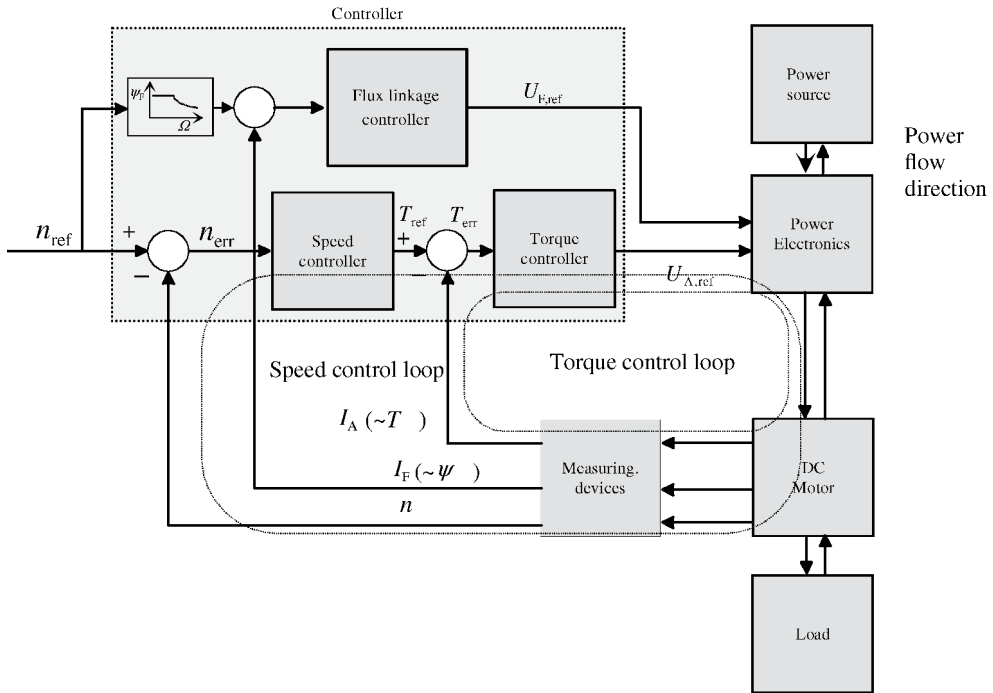 Controller
Power
source
ψF
Ω
Flux linkage
controller
UF,ref
Power
flow
direction
nref
+
−
nerr
Speed
controller
Tref
+
−
Terr
Torque
controller
UA,ref
Power
Electronics
Speed control loop
Torque control loop
IA (~T )
IF (~ψ )
n
Measuring.
devices
DC
Motor
Load